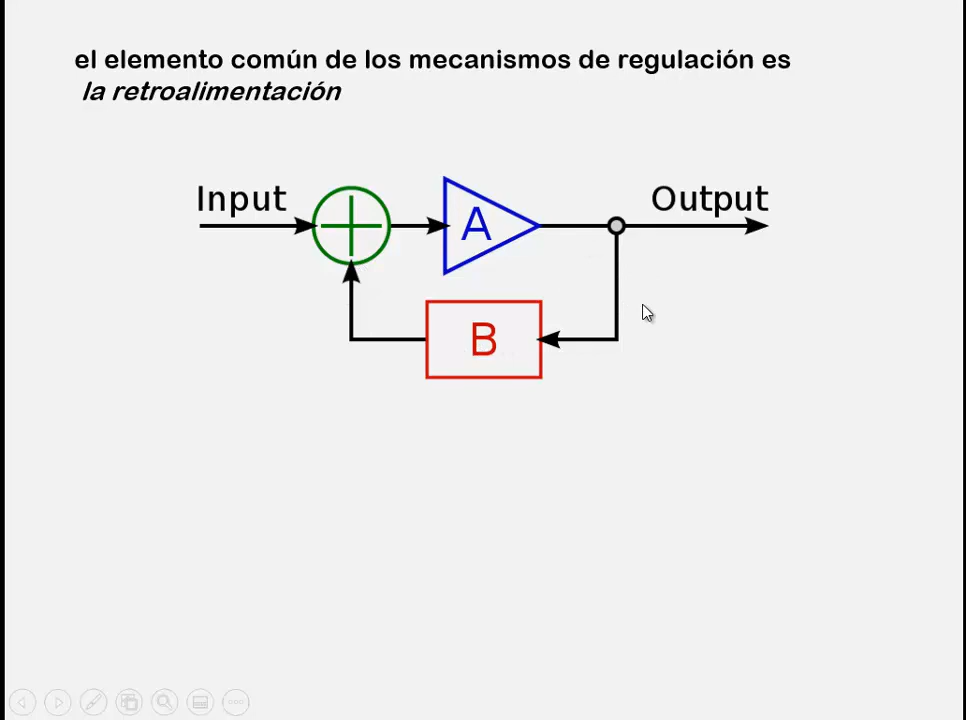 el elemento común de los mecanismos de regulación es
la retroalimentación
Input
A
Output
B